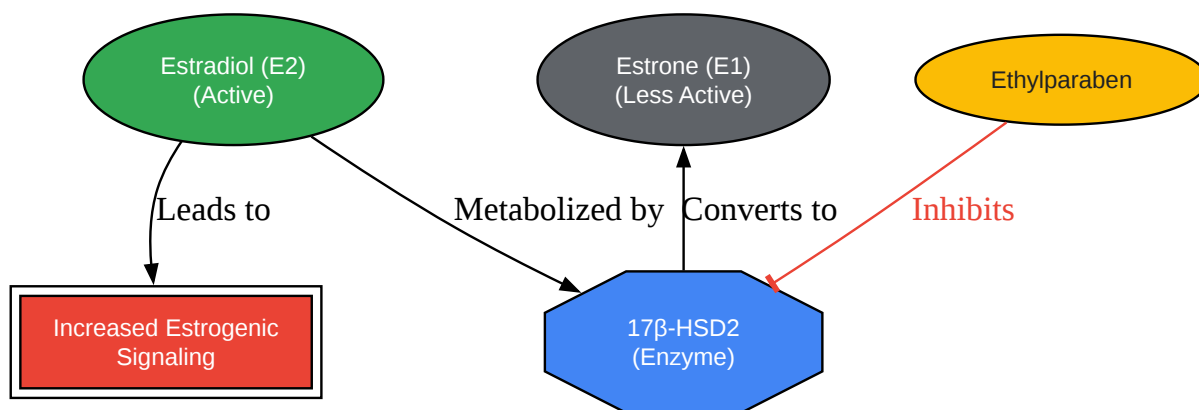 Estradiol (E2)
(Active)
Estrone (E1)
(Less Active)
Ethylparaben
Leads to
Metabolized by
Converts to
Inhibits
Increased Estrogenic
Signaling
17β-HSD2
(Enzyme)